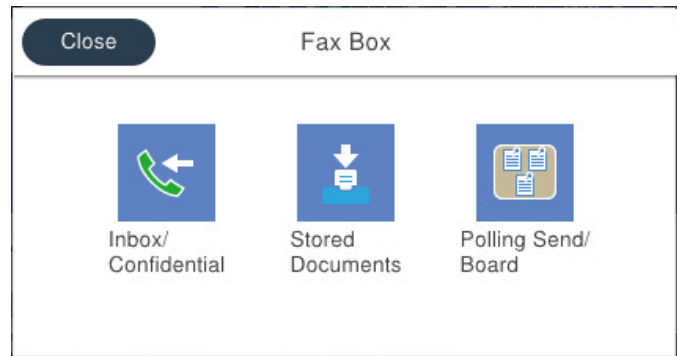 Close
Fax Box
Inbox/
Confidential
Stored
Documents
Polling Send/
Board